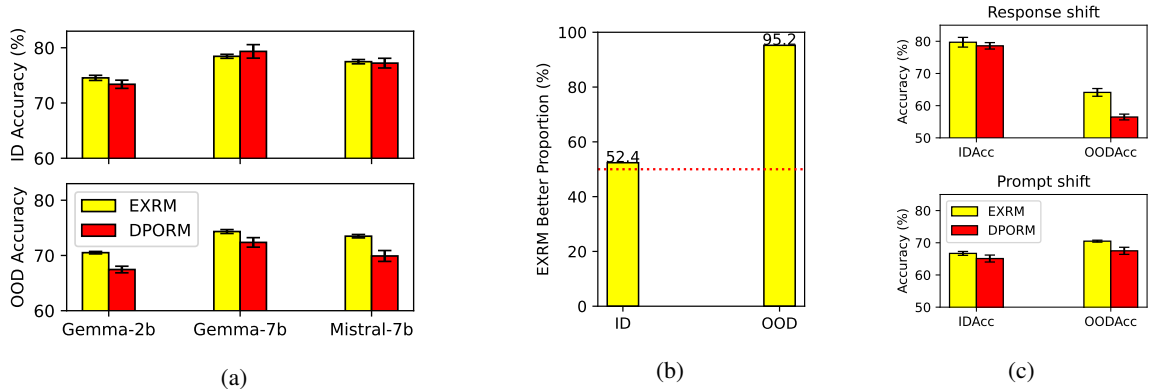 ID Accuracy (%)
80
70
60
OOD Accuracy
80
70
60
EXRM
DPORM
Gemma-2b
Gemma-7b
Mistral-7b
(a)
EXRM Better Proportion (%)
100
80
60
40
20
0
52.4
95.2
ID
OOD
(b)
Response shift
Accuracy (%)
80
70
60
50
IDAcc
OODAcc
Prompt shift
Accuracy (%)
80
70
60
50
EXRM
DPORM
IDAcc
OODAcc
(c)